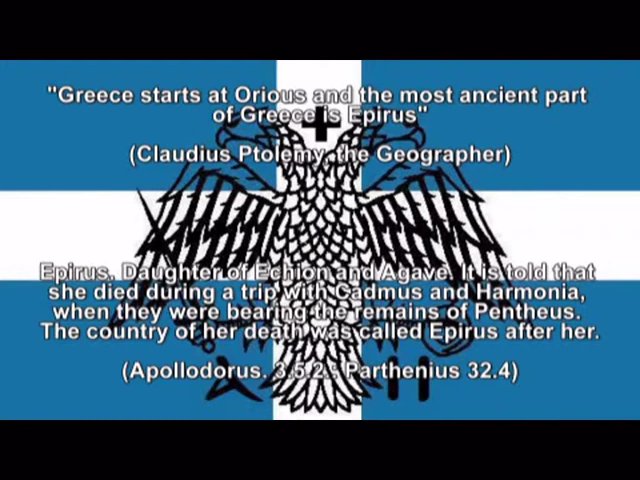 "Greece starts at Orious and the most ancient part
of Greece is Epirus"
(Claudius Ptolemy, the Geographer)
Epirus. Daughter of Echion and Agave. It is told that
she died during a trip with Cadmus and Harmonia,
when they were bearing the remains of Pentheus.
The country of her death was called Epirus after her.
(Apollodorus. 3.5.2.: Parthenius 32.4)